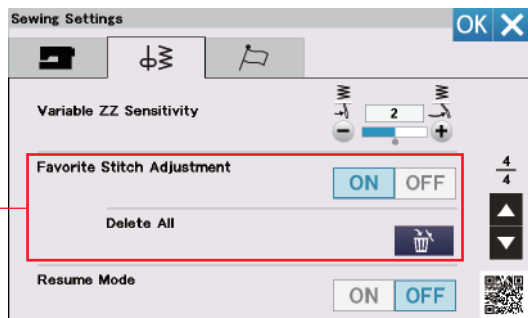 Sewing Settings
OK
Variable ZZ Sensitivity
2
Favorite Stitch Adjustment
ON OFF
4
4
Delete All
Resume Mode
ON OFF